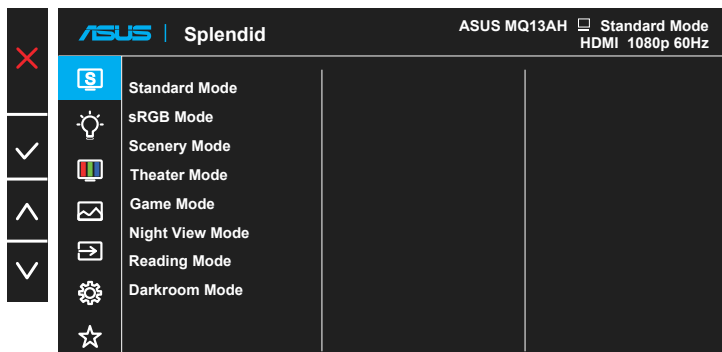 ASUS Splendid
ASUS MQ13AH Standard Mode
HDMI 1080p 60Hz
S
Standard Mode
sRGB Mode
Scenery Mode
Theater Mode
Game Mode
Night View Mode
Reading Mode
Darkroom Mode